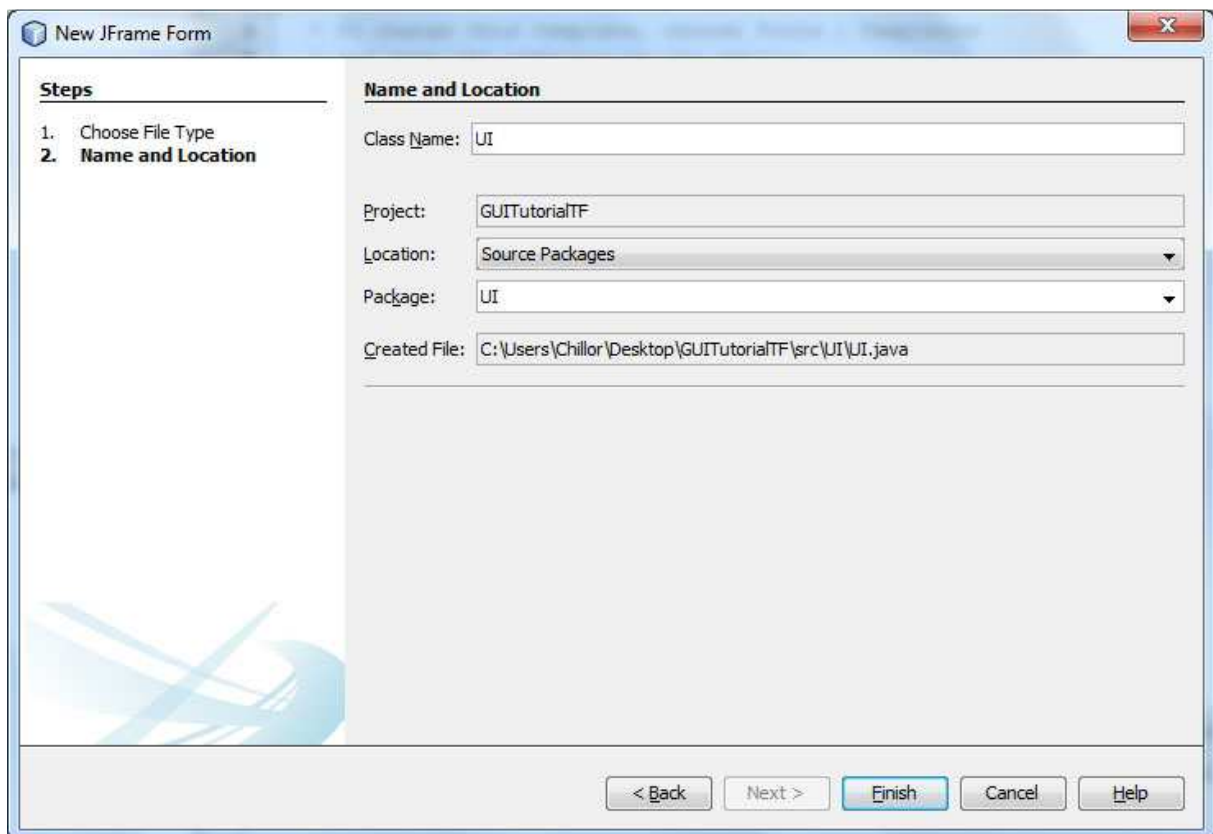 New JFrame Form
Steps
1. Choose File Type
2. Name and Location
Name and Location
Class Name: UI
Project: GUITutorialTF
Location: Source Packages
Package: UI
Created File: C:\Users\Chillor\Desktop\GUITutorialTF\src\UI\UI.java
< Back Next > Finish Cancel Help